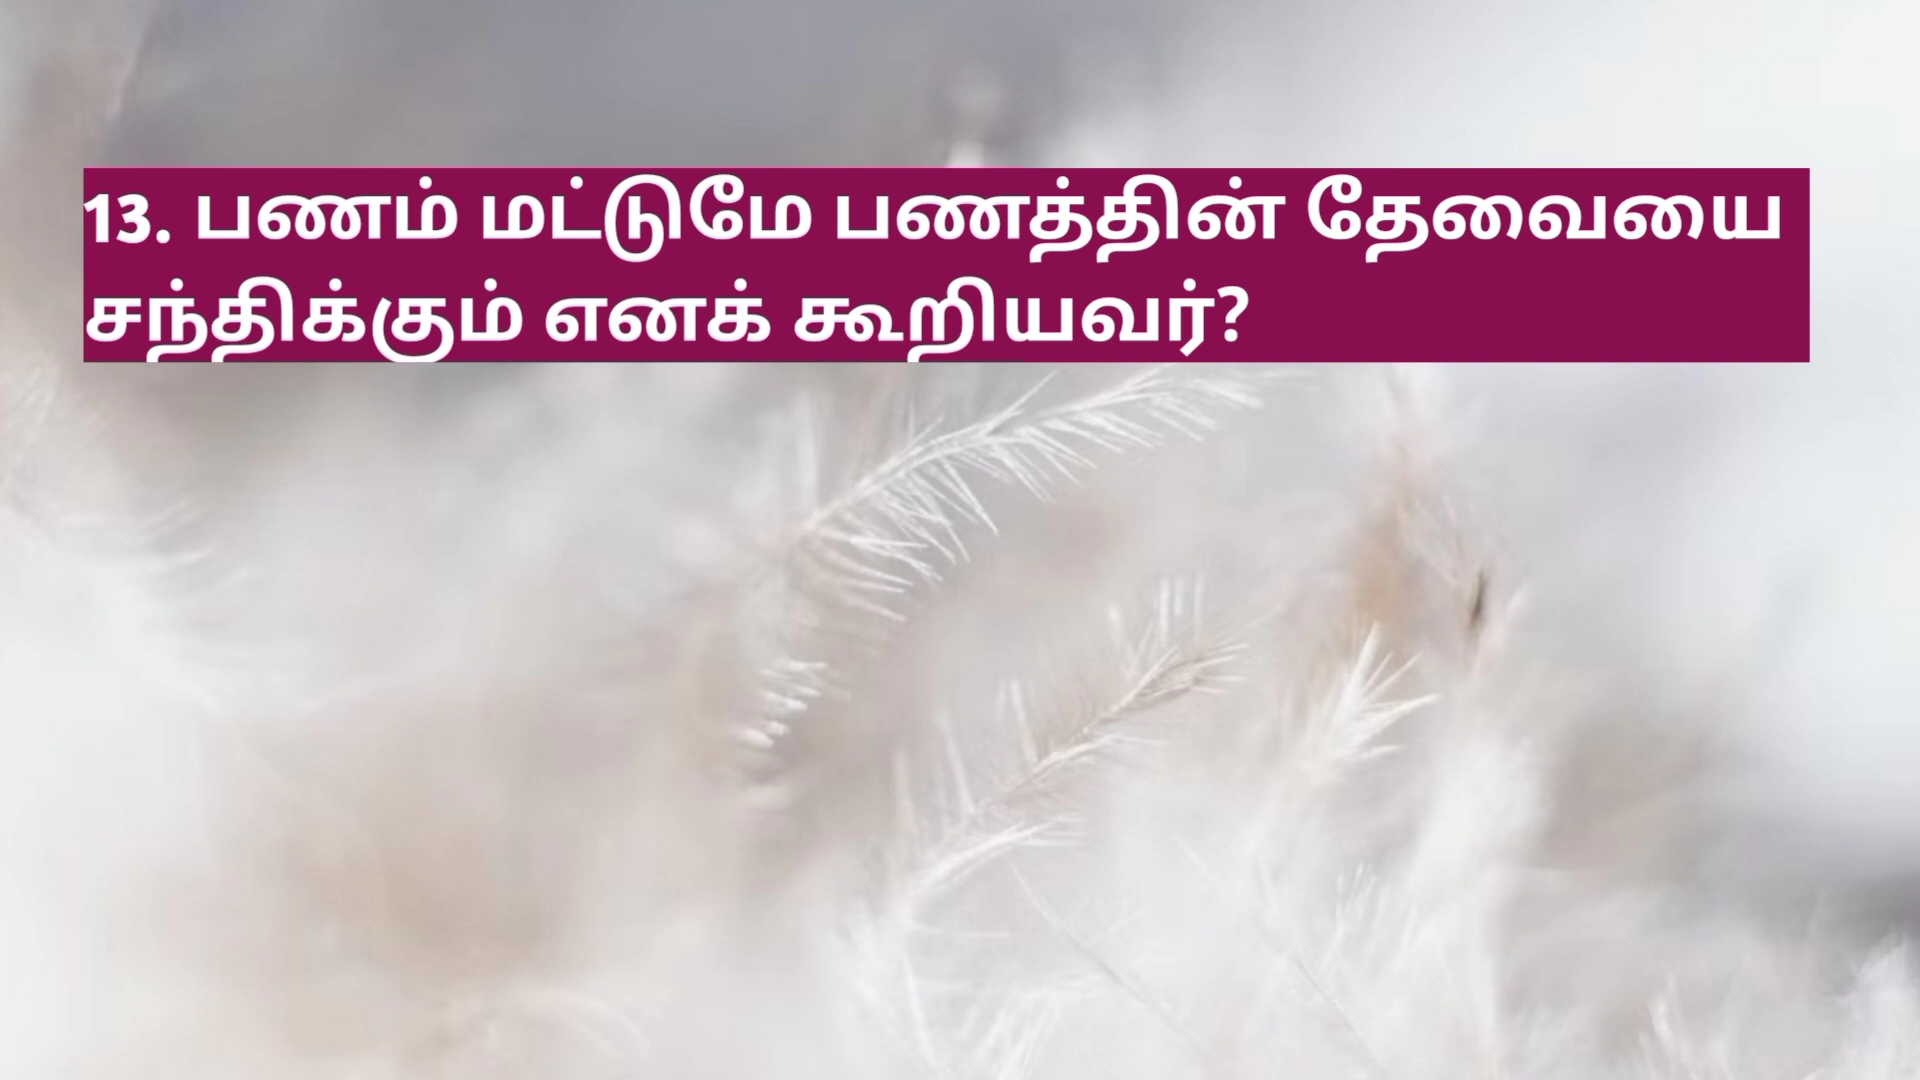 13. பணம் மட்டுமே பணத்தின் தேவையை
சந்திக்கும் எனக் கூறியவர்?